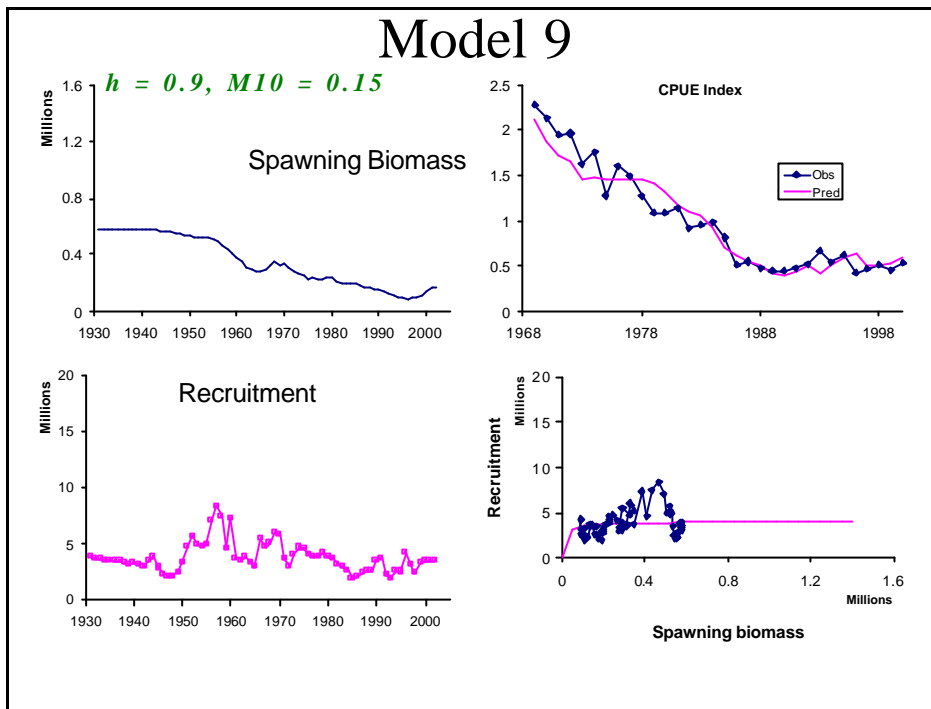 Model 9
h = 0.9, M10 = 0.15
Millions
1.6
1.2
0.4
0
Spawning Biomass
1930 1940 1950 1960 1970 1980 1990 2000
CPUE Index
2.5
2
1.5
1
0.5
0
Obs
Pred
1968 1978 1988 1998
Recruitment
Millions
20
15
10
5
0
1930 1940 1950 1960 1970 1980 1990 2000
Recruitment
Millions
20
15
10
5
0
0 0.4 0.8 1.2 1.6
Millions
Spawning biomass